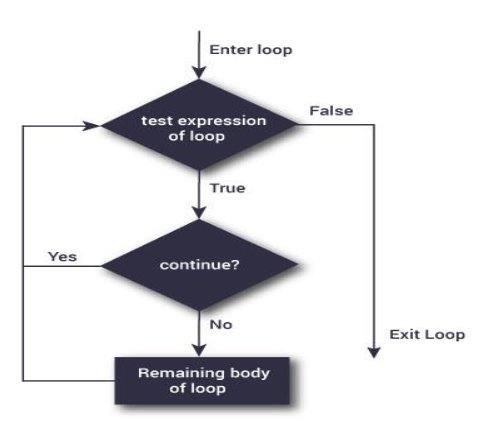 Enter loop
test expression
of loop
False
True
continue?
Yes
No
Exit Loop
Remaining body
of loop